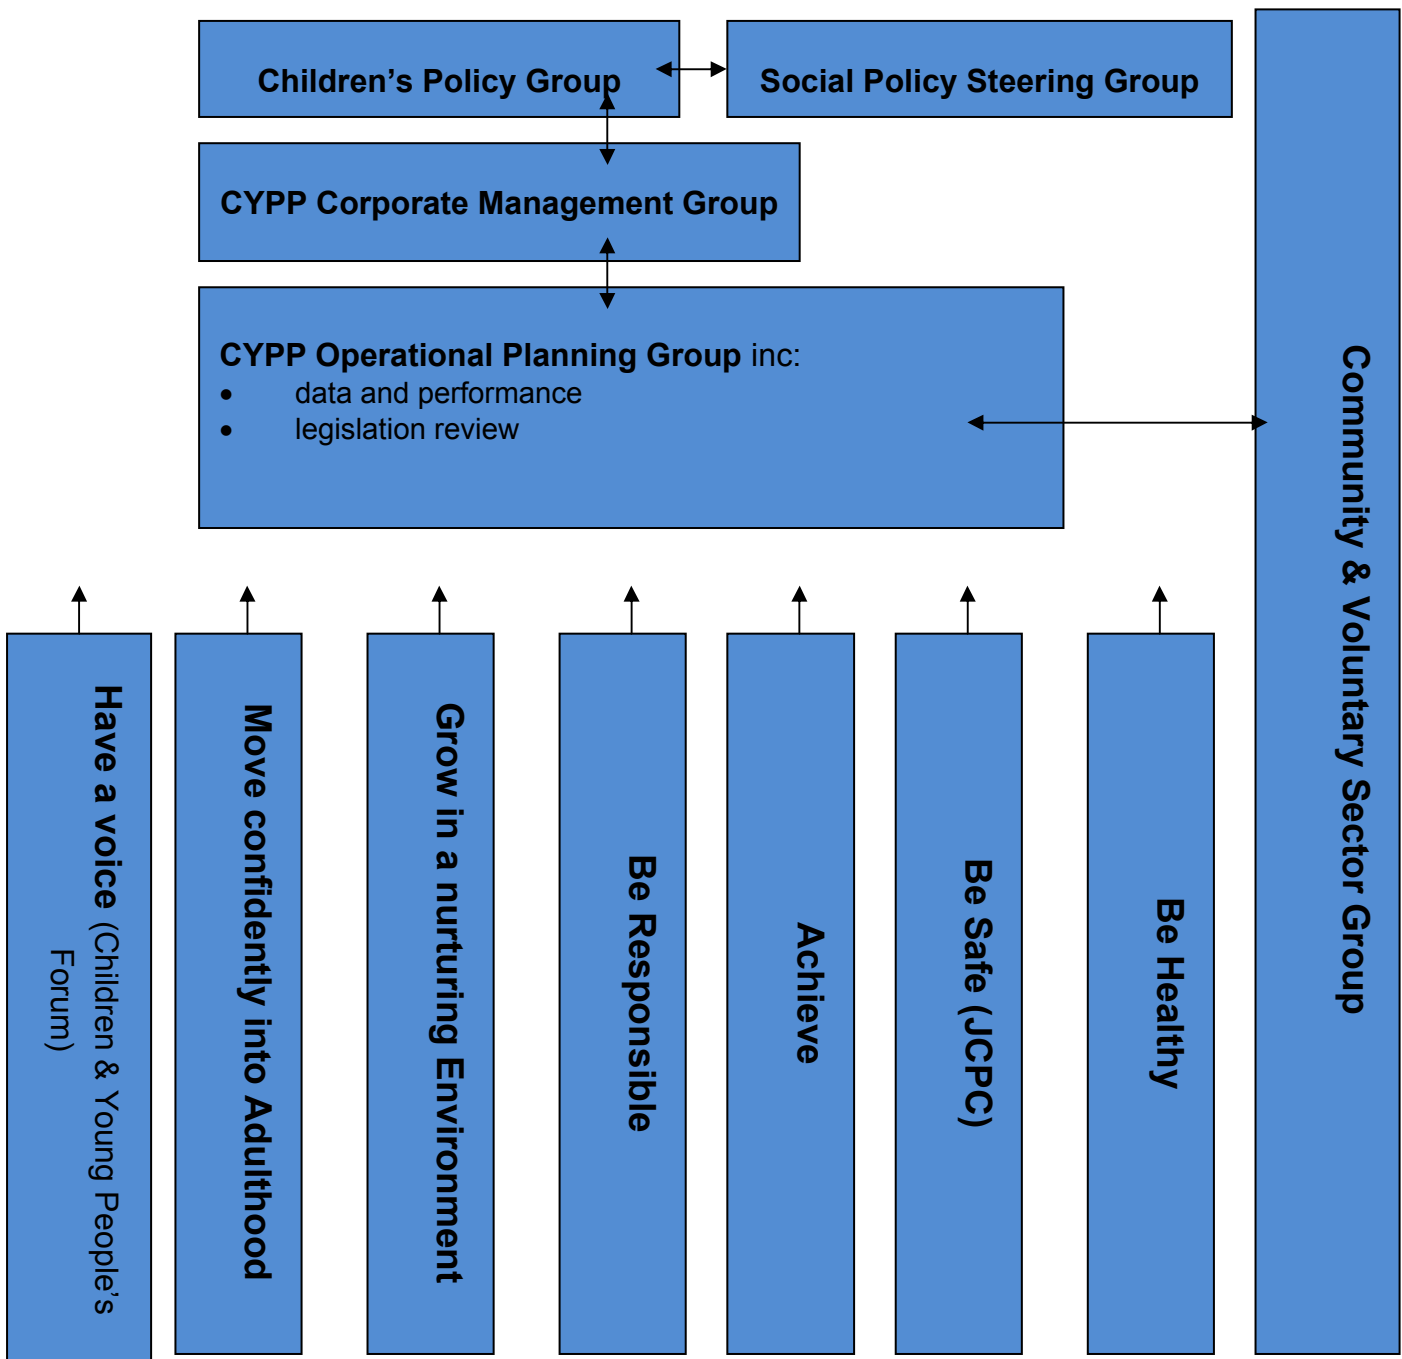 Children's Policy Group
Social Policy Steering Group
CYPP Corporate Management Group
CYPP Operational Planning Group inc:
• data and performance
• legislation review
Have a voice (Children & Young People's
Forum)
Move confidently into Adulthood
Grow in a nurturing Environment
Be Responsible
Achieve
Be Safe (JCPC)
Be Healthy
Community & Voluntary Sector Group